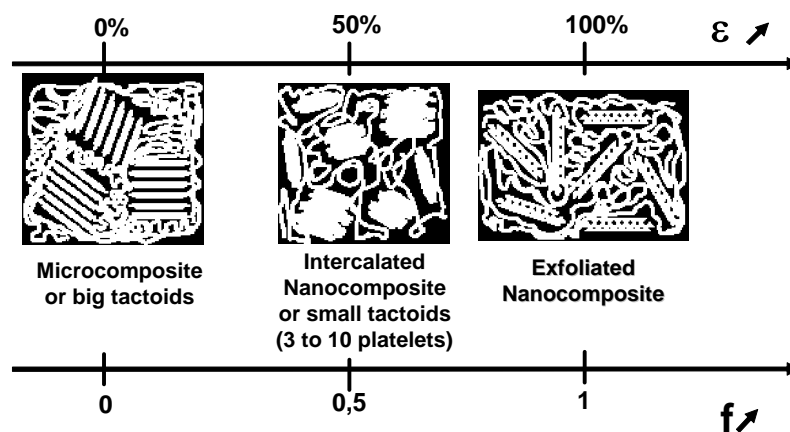 0% 50% 100% ε
Microcomposite
or big tactoids
Intercalated
Nanocomposite
or small tactoids
(3 to 10 platelets)
Exfoliated
Nanocomposite
0 0,5 1 f